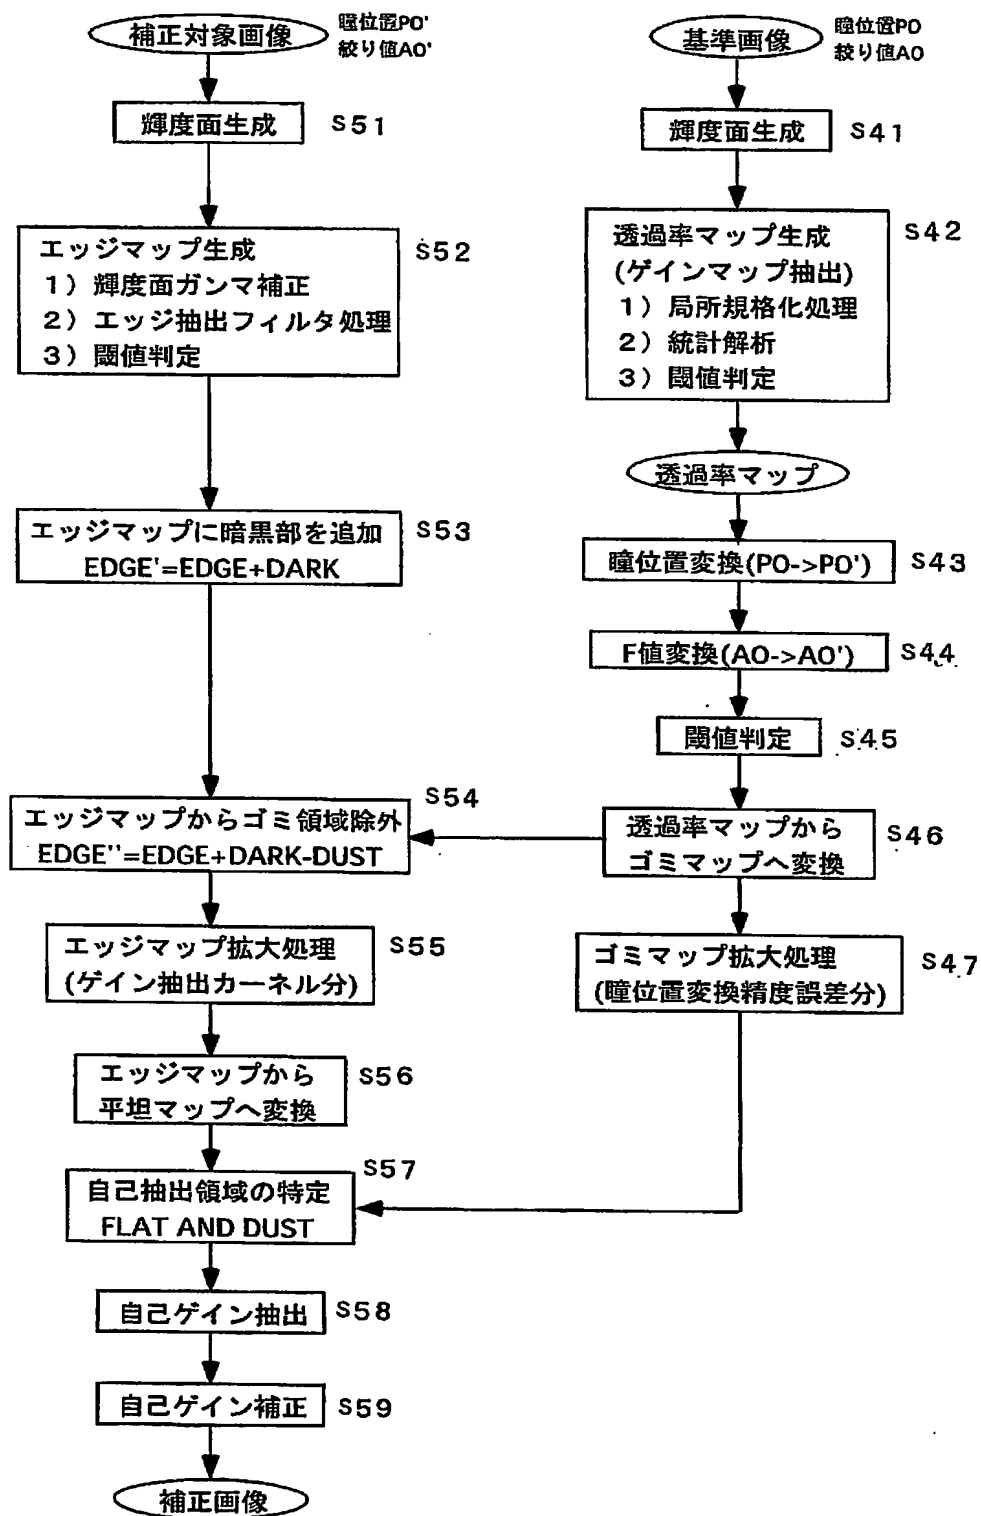 補正対象画像
瞳位置PO'
絞り値AO'
輝度面生成
S51
エッジマップ生成
1）輝度面ガンマ補正
2）エッジ抽出フィルタ処理
3）閾値判定
S52
エッジマップに暗黒部を追加
EDGE'=EDGE+DARK
S53
エッジマップからゴミ領域除外
EDGE''=EDGE+DARK-DUST
S54
エッジマップ拡大処理
(ゲイン抽出カーネル分)
S55
エッジマップから
平坦マップへ変換
S56
自己抽出領域の特定
FLAT AND DUST
S57
自己ゲイン抽出
S58
自己ゲイン補正
S59
補正画像
基準画像
瞳位置PO
絞り値AO
輝度面生成
S41
透過率マップ生成
(ゲインマップ抽出)
1）局所規格化処理
2）統計解析
3）閾値判定
S42
透過率マップ
瞳位置変換(PO->PO')
S43
F値変換(AO->AO')
S44
閾値判定
S45
透過率マップから
ゴミマップへ変換
S46
ゴミマップ拡大処理
(瞳位置変換精度誤差分)
S47